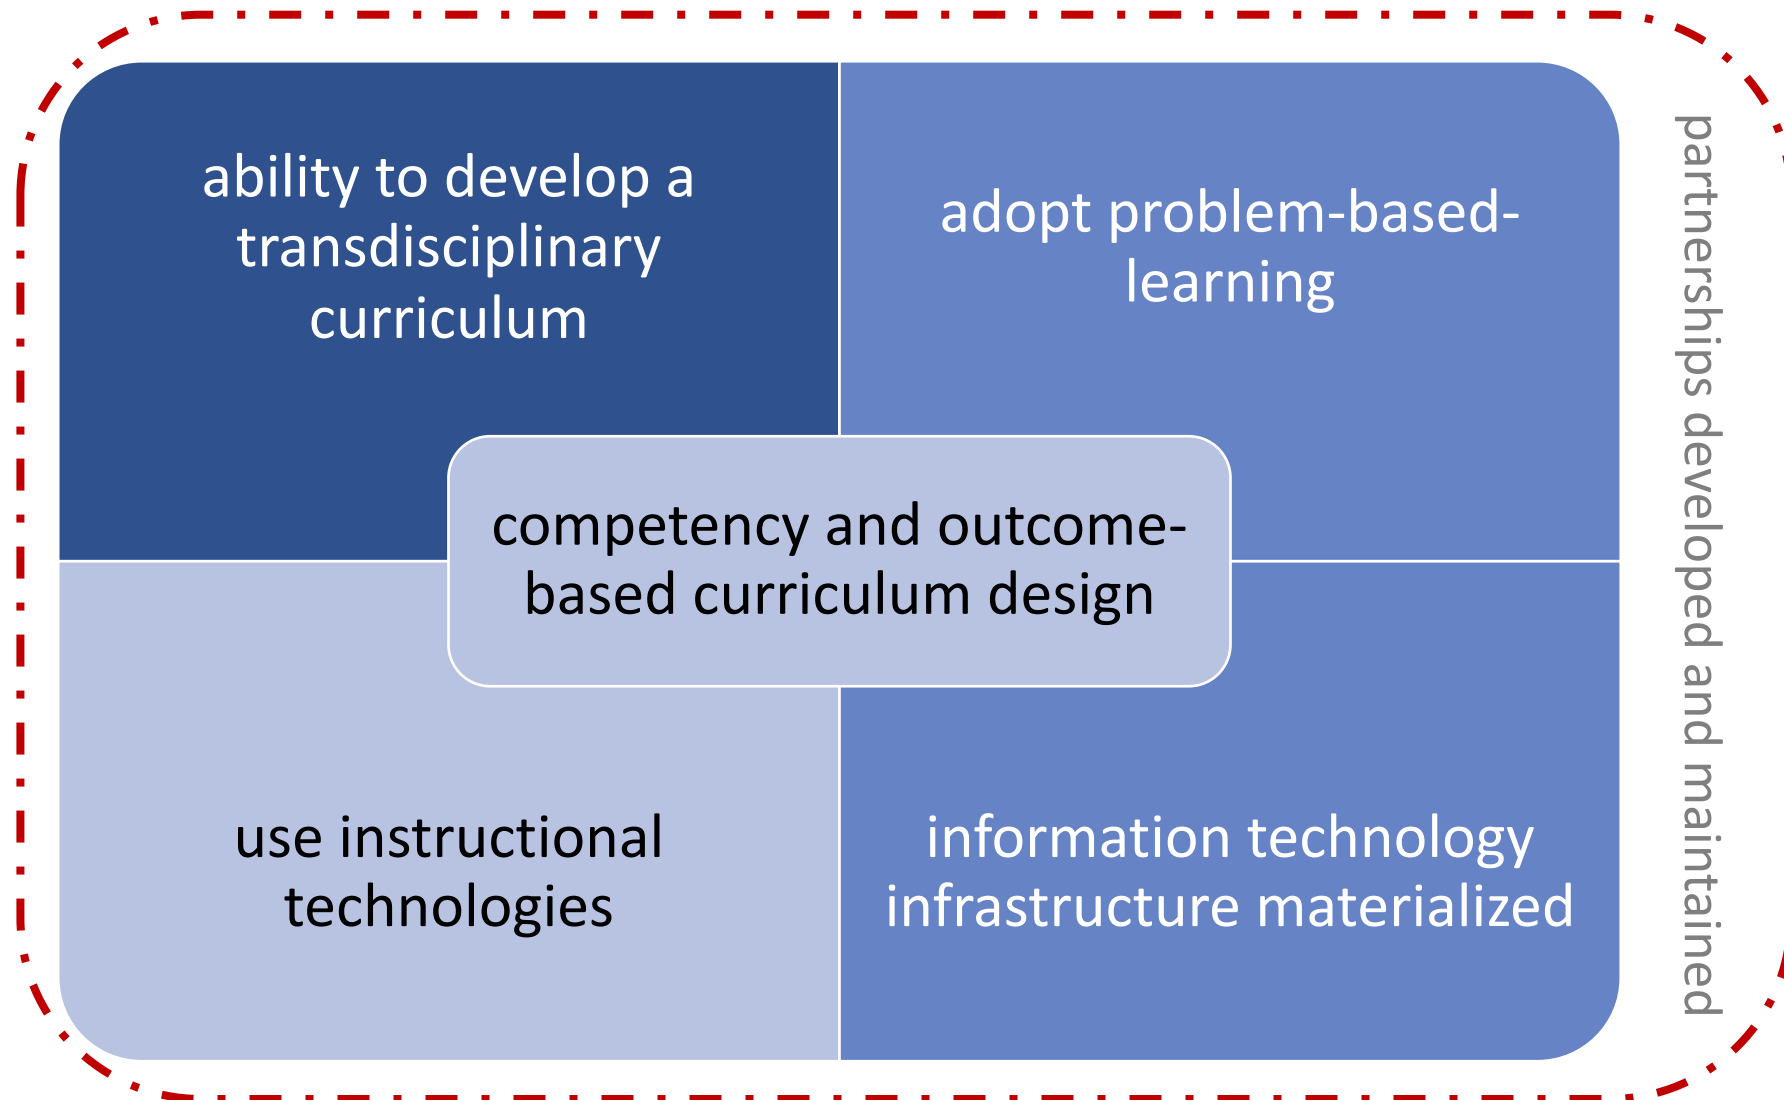 ability to develop a
transdisciplinary
curriculum
adopt problem-based-
learning
competency and outcome-
based curriculum design
use instructional
technologies
information technology
infrastructure materialized
partnerships developed and maintained